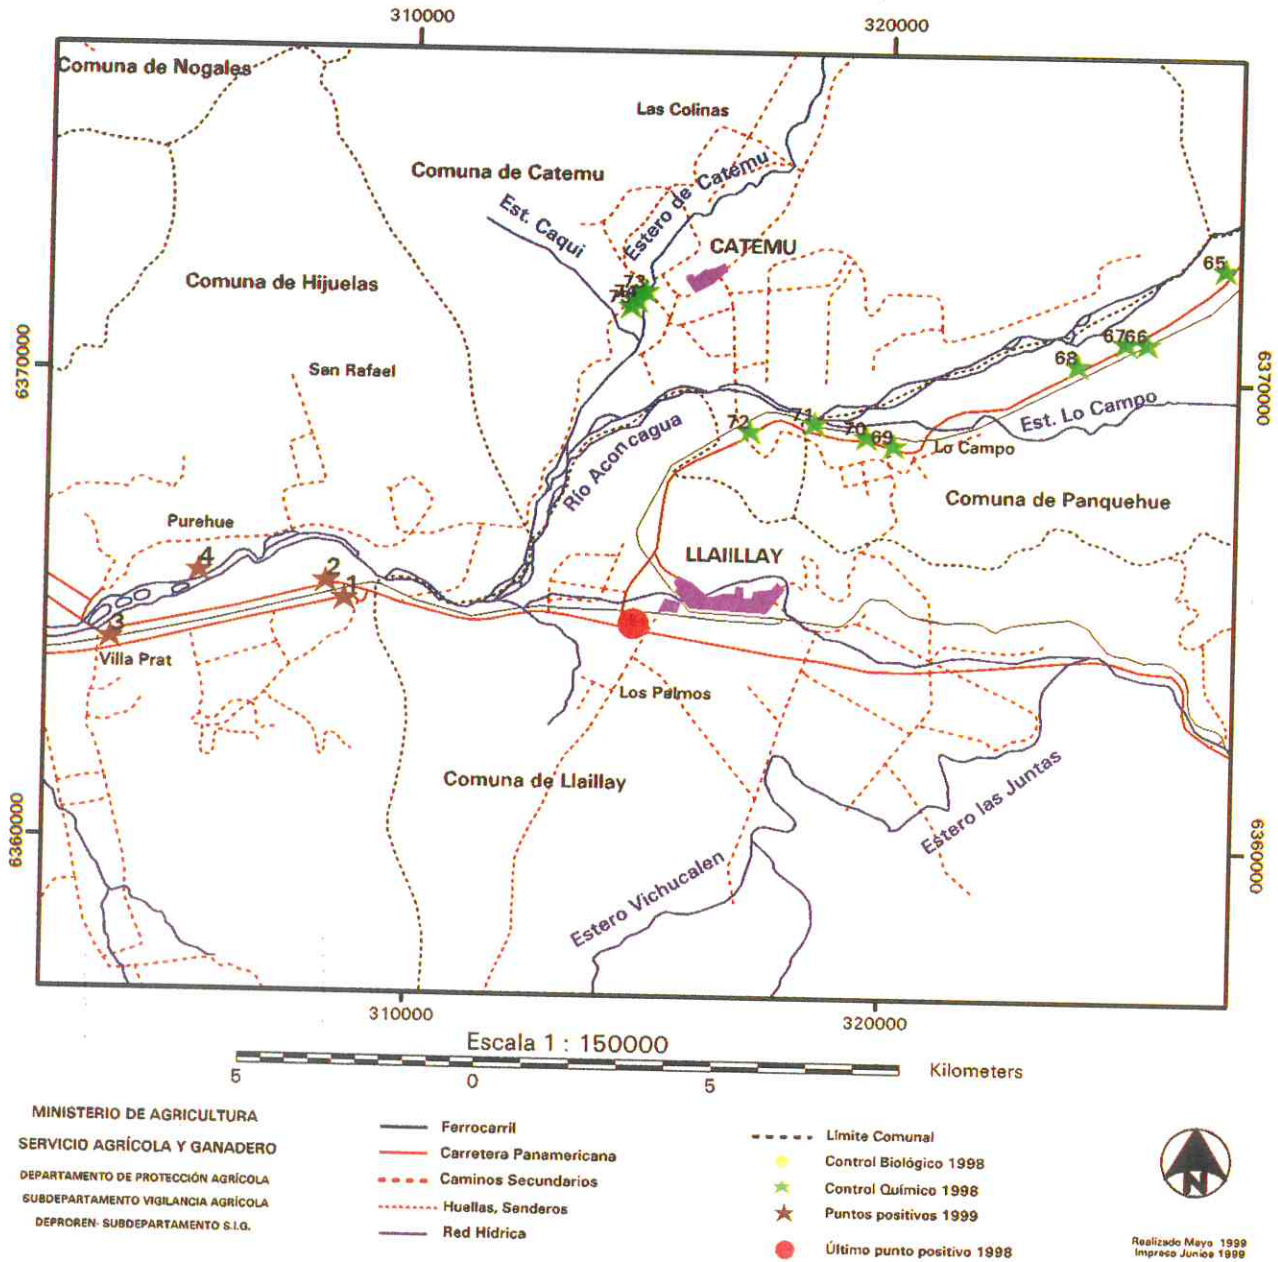 310000
320000
Comuna de Nogales
Las Colinas
Comuna de Catemu
Estero de Catemu
Est. Caqui
CATEMU
65
Comuna de Hijuelas
73
6766
68
6370000
6370000
San Rafael
Est. Lo Campo
72
71
70
69
Lo Campo
Río Aconcagua
Comuna de Panquehue
Purehue
LLAIILLAY
4
2
1
3
Villa Prat
Los Palmos
Comuna de Llaillay
Estero las Juntas
6360000
6360000
Estero Vichucalen
310000
320000
Escala 1 : 150000
5
0
5
Kilometers
MINISTERIO DE AGRICULTURA
SERVICIO AGRÍCOLA Y GANADERO
DEPARTAMENTO DE PROTECCIÓN AGRÍCOLA
SUBDEPARTAMENTO VIGILANCIA AGRÍCOLA
DEPROREN- SUBDEPARTAMENTO S.I.G.
Ferrocarril
Carretera Panamericana
Caminos Secundarios
Huellas, Senderos
Red Hídrica
Límite Comunal
Control Biológico 1998
Control Químico 1998
Puntos positivos 1999
Último punto positivo 1998
N
Realizado Mayo 1999
Impreso Junio 1999